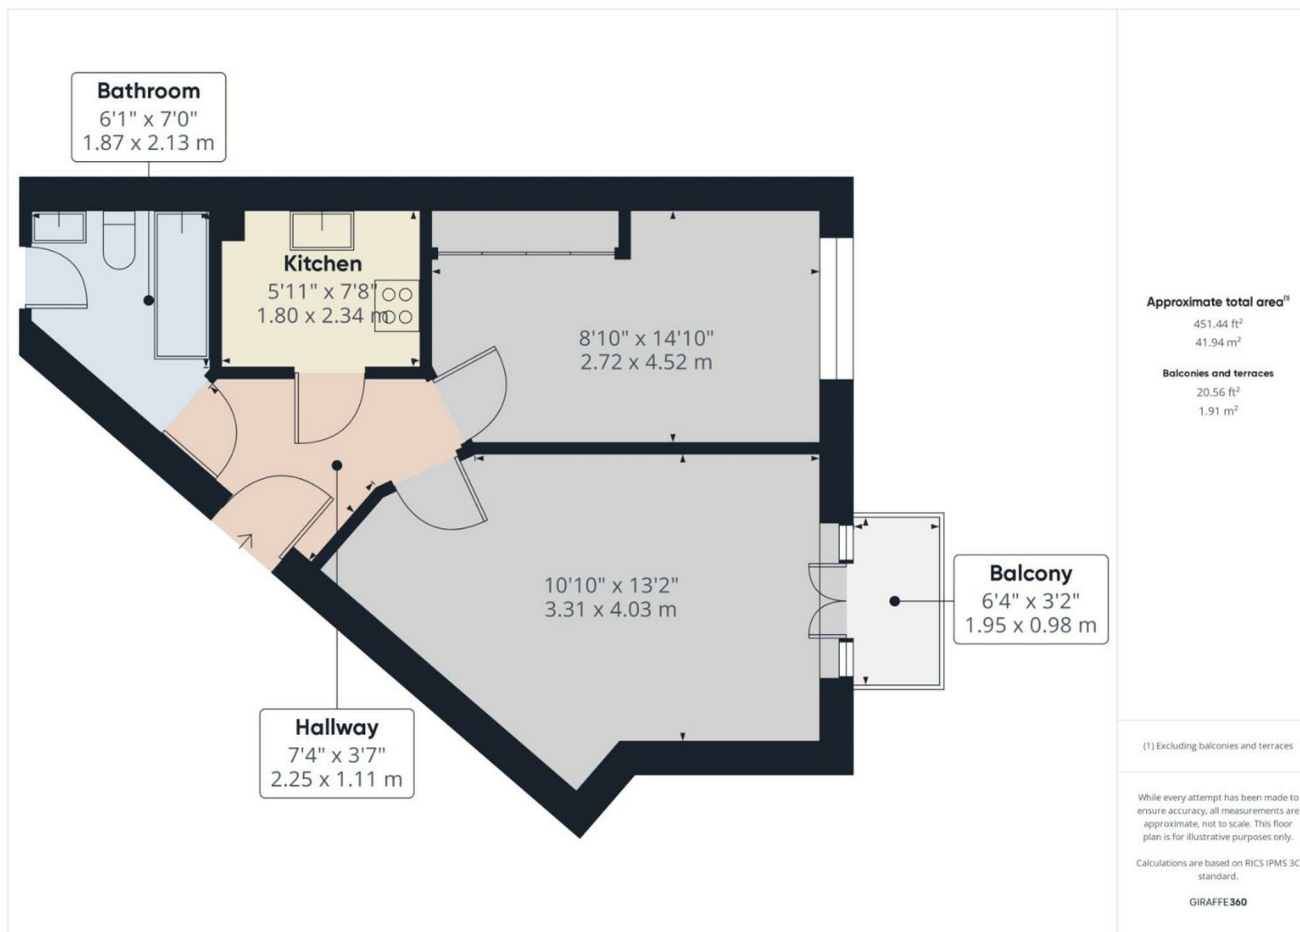 Bathroom
6'1" x 7'0"
1.87 x 2.13 m
Kitchen
5'11" x 7'8"
1.80 x 2.34 m
8'10" x 14'10"
2.72 x 4.52 m
10'10" x 13'2"
3.31 x 4.03 m
Balcony
6'4" x 3'2"
1.95 x 0.98 m
Hallway
7'4" x 3'7"
2.25 x 1.11 m
Approximate total area(1)
451.44 ft²
41.94 m²
Balconies and terraces
20.56 ft²
1.91 m²
(1) Excluding balconies and terraces
While every attempt has been made to
ensure accuracy, all measurements are
approximate, not to scale. This floor
plan is for illustrative purposes only.
Calculations are based on RICS IPMS 3C
standard.
GIRAFFE360